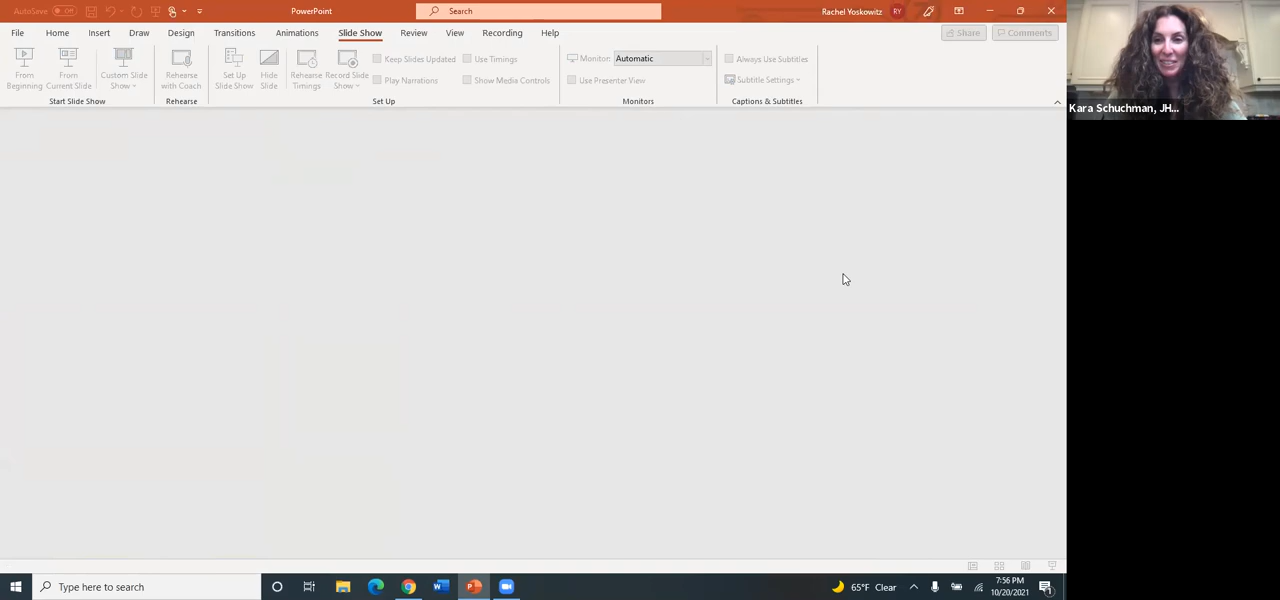 AutoSave Off PowerPoint Search Rachel Yoskowitz RY
File Home Insert Draw Design Transitions Animations Slide Show Review View Recording Help Share Comments
From Beginning
From Current Slide
Custom Slide Show
Start Slide Show
Rehearse with Coach
Rehearse
Set Up Slide Show
Hide Slide
Rehearse Timings
Record Slide Show
Keep Slides Updated
Play Narrations
Use Timings
Show Media Controls
Set Up
Monitor: Automatic
Use Presenter View
Monitors
Always Use Subtitles
Subtitle Settings
Captions & Subtitles
Kara Schuchman, JH...
Type here to search
65°F Clear
7:56 PM
10/20/2021
1